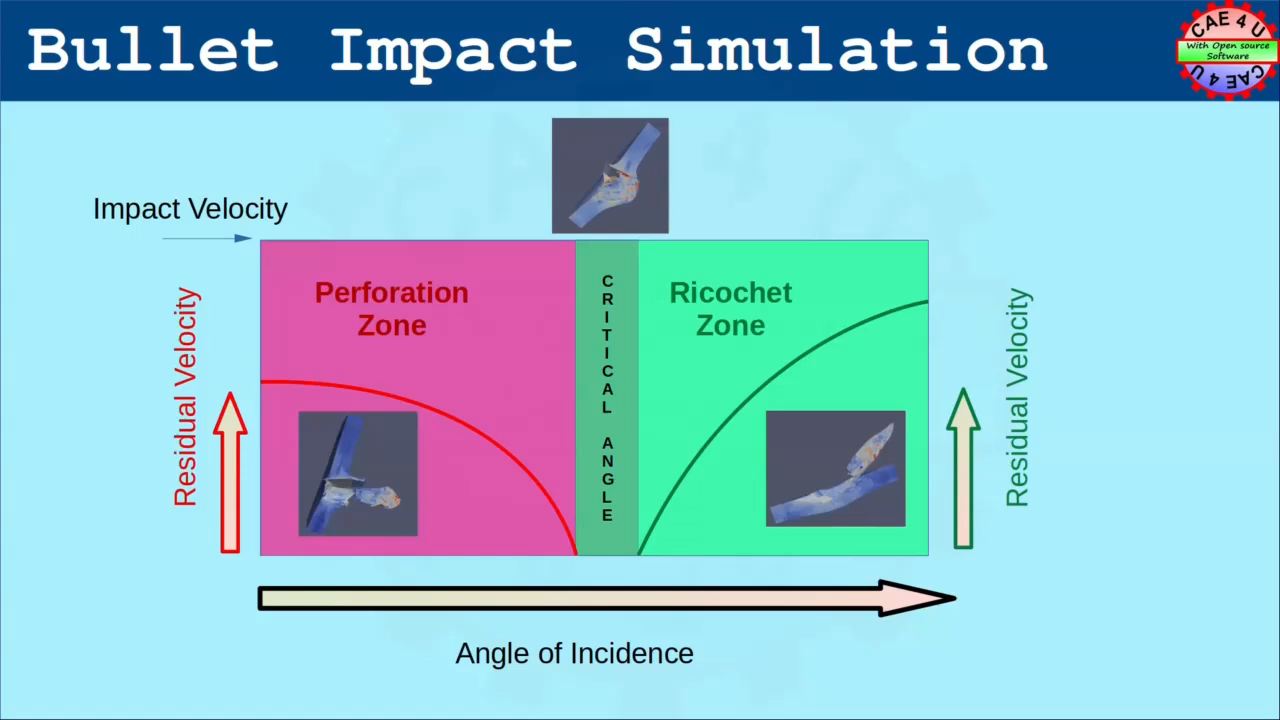 Bullet Impact Simulation
CAE 4 U
With Open source
Software
CAE 4 U
Impact Velocity
Residual Velocity
Perforation
Zone
CRITICAL ANGLE
Ricochet
Zone
Residual Velocity
Angle of Incidence